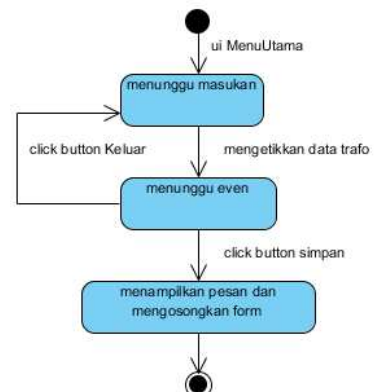 ui MenuUtama
menunggu masukan
click button Keluar
mengetikkan data trafo
menunggu even
click button simpan
menampilkan pesan dan
mengosongkan form